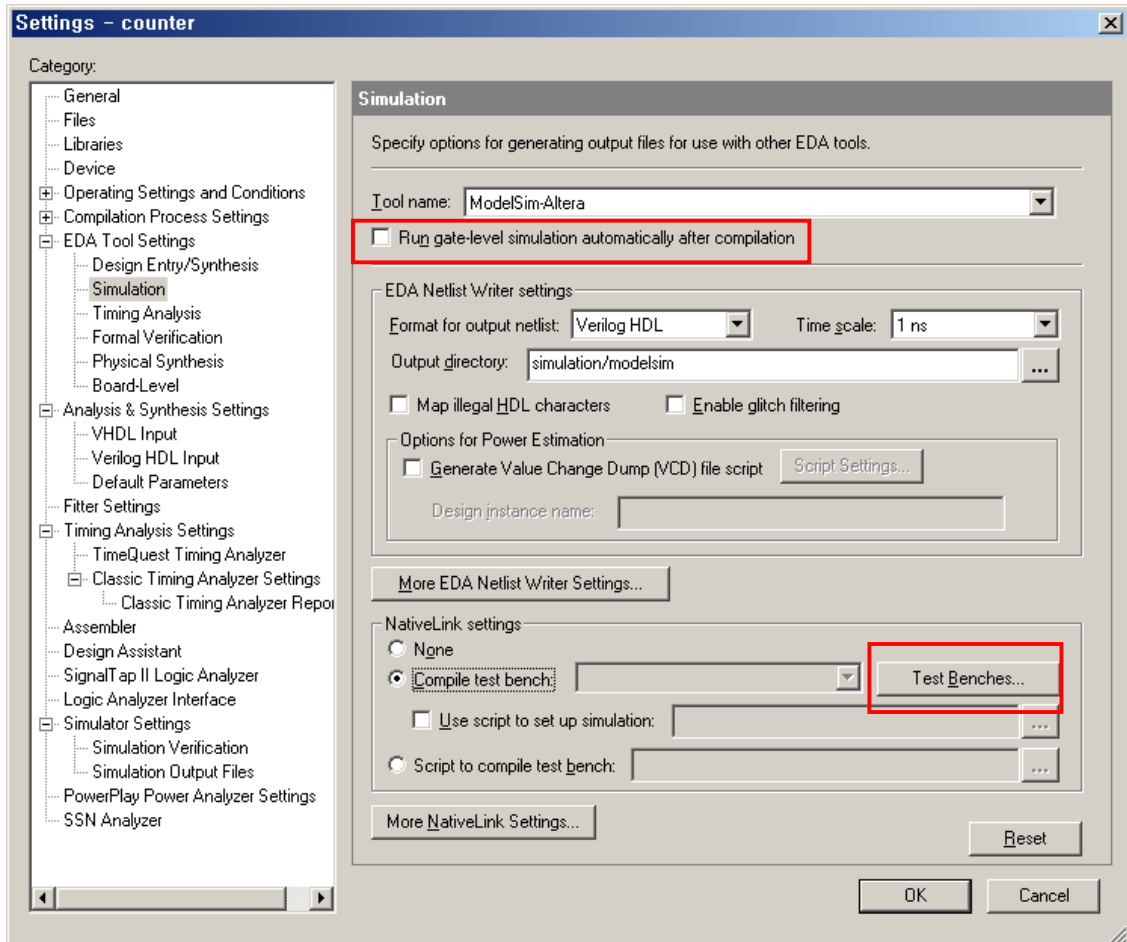 Settings - counter
Category:
General
Files
Libraries
Device
Operating Settings and Conditions
Compilation Process Settings
EDA Tool Settings
Design Entry/Synthesis
Simulation
Timing Analysis
Formal Verification
Physical Synthesis
Board-Level
Analysis & Synthesis Settings
VHDL Input
Verilog HDL Input
Default Parameters
Fitter Settings
Timing Analysis Settings
TimeQuest Timing Analyzer
Classic Timing Analyzer Settings
Classic Timing Analyzer Repor
Assembler
Design Assistant
SignalTap II Logic Analyzer
Logic Analyzer Interface
Simulator Settings
Simulation Verification
Simulation Output Files
PowerPlay Power Analyzer Settings
SSN Analyzer
Simulation
Specify options for generating output files for use with other EDA tools.
Tool name: ModelSim-Altera
Run gate-level simulation automatically after compilation
EDA Netlist Writer settings
Format for output netlist: Verilog HDL Time scale: 1 ns
Output directory: simulation/modelsim ...
Map illegal HDL characters Enable glitch filtering
Options for Power Estimation
Generate Value Change Dump (VCD) file script Script Settings...
Design instance name:
More EDA Netlist Writer Settings...
NativeLink settings
None
Compile test bench: Test Benches...
Use script to set up simulation: ...
Script to compile test bench: ...
More NativeLink Settings...
Reset
OK Cancel